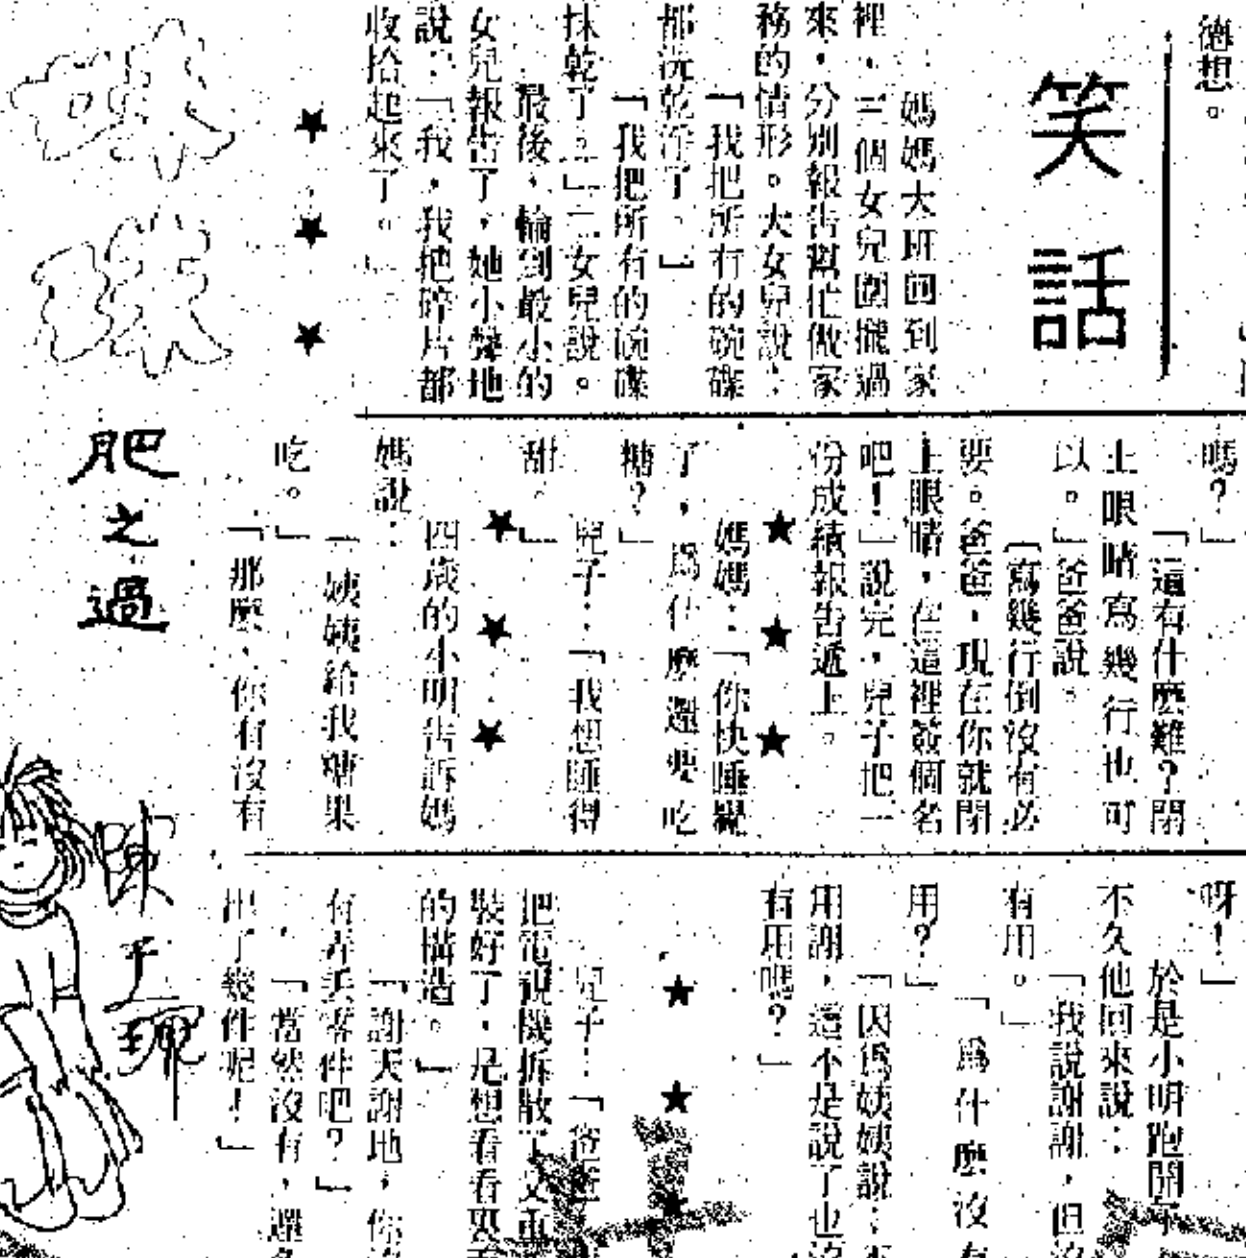 德想。
笑話
媽媽大班回到家
裡，三個女兒圍攏過
來，分別報告幫忙做家
務的情形。大女兒說：
「我把所有的碗碟
都洗乾淨了。」
「我把所有的碗碟
抹乾了。」二女兒說。
最後，輪到最小的
女兒報告了，她小聲地
說：「我，我把碎片都
收拾起來了。」
★ ★ ★
嗎？」
「這有什麼難？閉
上眼睛寫幾行也可
以。」爸爸說。
「寫幾行倒沒有必
要。爸爸，現在你就閉
上眼睛，在這裡簽個名
吧！」說完，兒子把一
份成績報告遞上。
★ ★ ★
媽媽：「你快睡覺
了，爲什麼還要吃
糖？」
兒子：「我想睡得
甜。」
★ ★ ★
四歲的小明告訴媽
媽說：
「姨姨給我糖果
吃。」
「那麼，你有沒有
呀！」
於是小明跑開了
不久他回來說：
「我說謝謝，但沒
有用。」
「爲什麼沒有
用？」
「因爲姨姨說：不
用謝，這不是說了也沒
有用嗎？」
★ ★ ★
兒子：「爸爸
把電視機拆散了又重
裝好了，是想看看裏面
的構造。」
「謝天謝地，你沒
有弄丟零件吧？」
「當然沒有，還多
出了幾件呢！」
肥之過
陳子珮